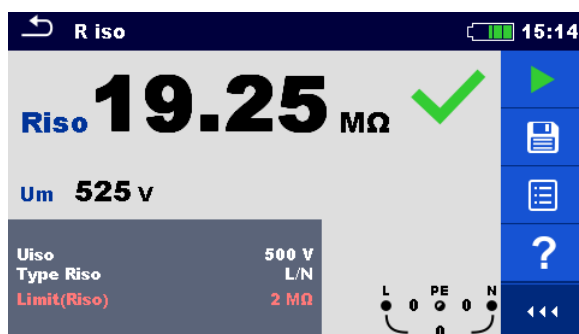 R iso 15:14
Riso 19.25 MΩ
Um 525 V
Uiso 500 V
Type Riso L/N
Limit(Riso) 2 MΩ
?
L PE N
0 0
0